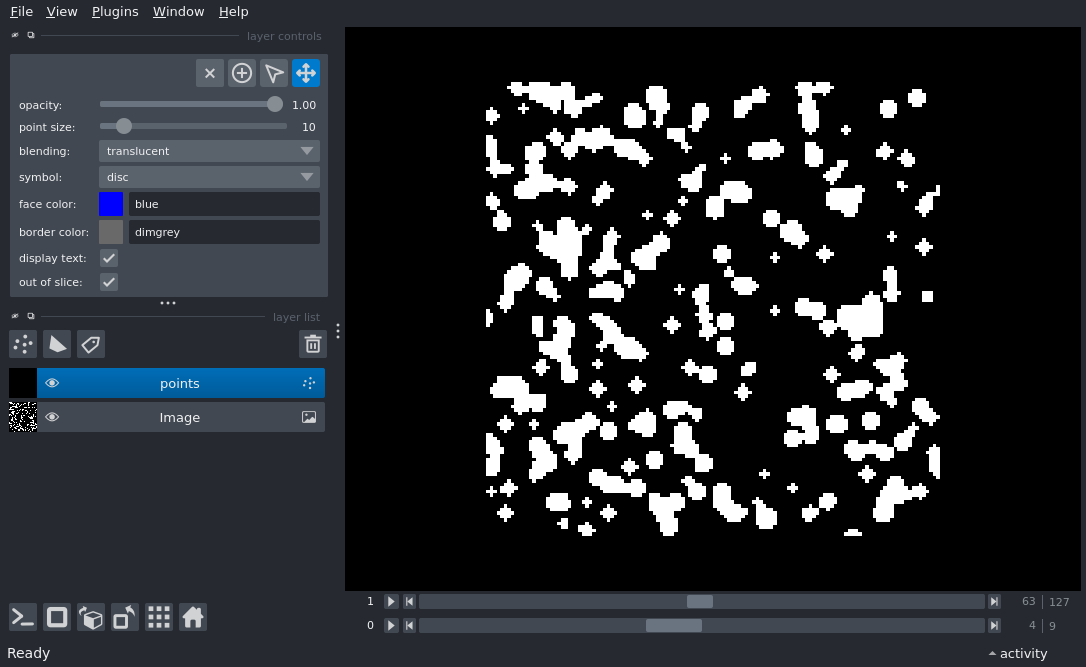 File View Plugins Window Help
layer controls
opacity: 1.00
point size: 10
blending: translucent
symbol: disc
face color: blue
border color: dimgrey
display text:
out of slice:
layer list
points
Image
1 63 | 127
0 4 | 9
Ready activity